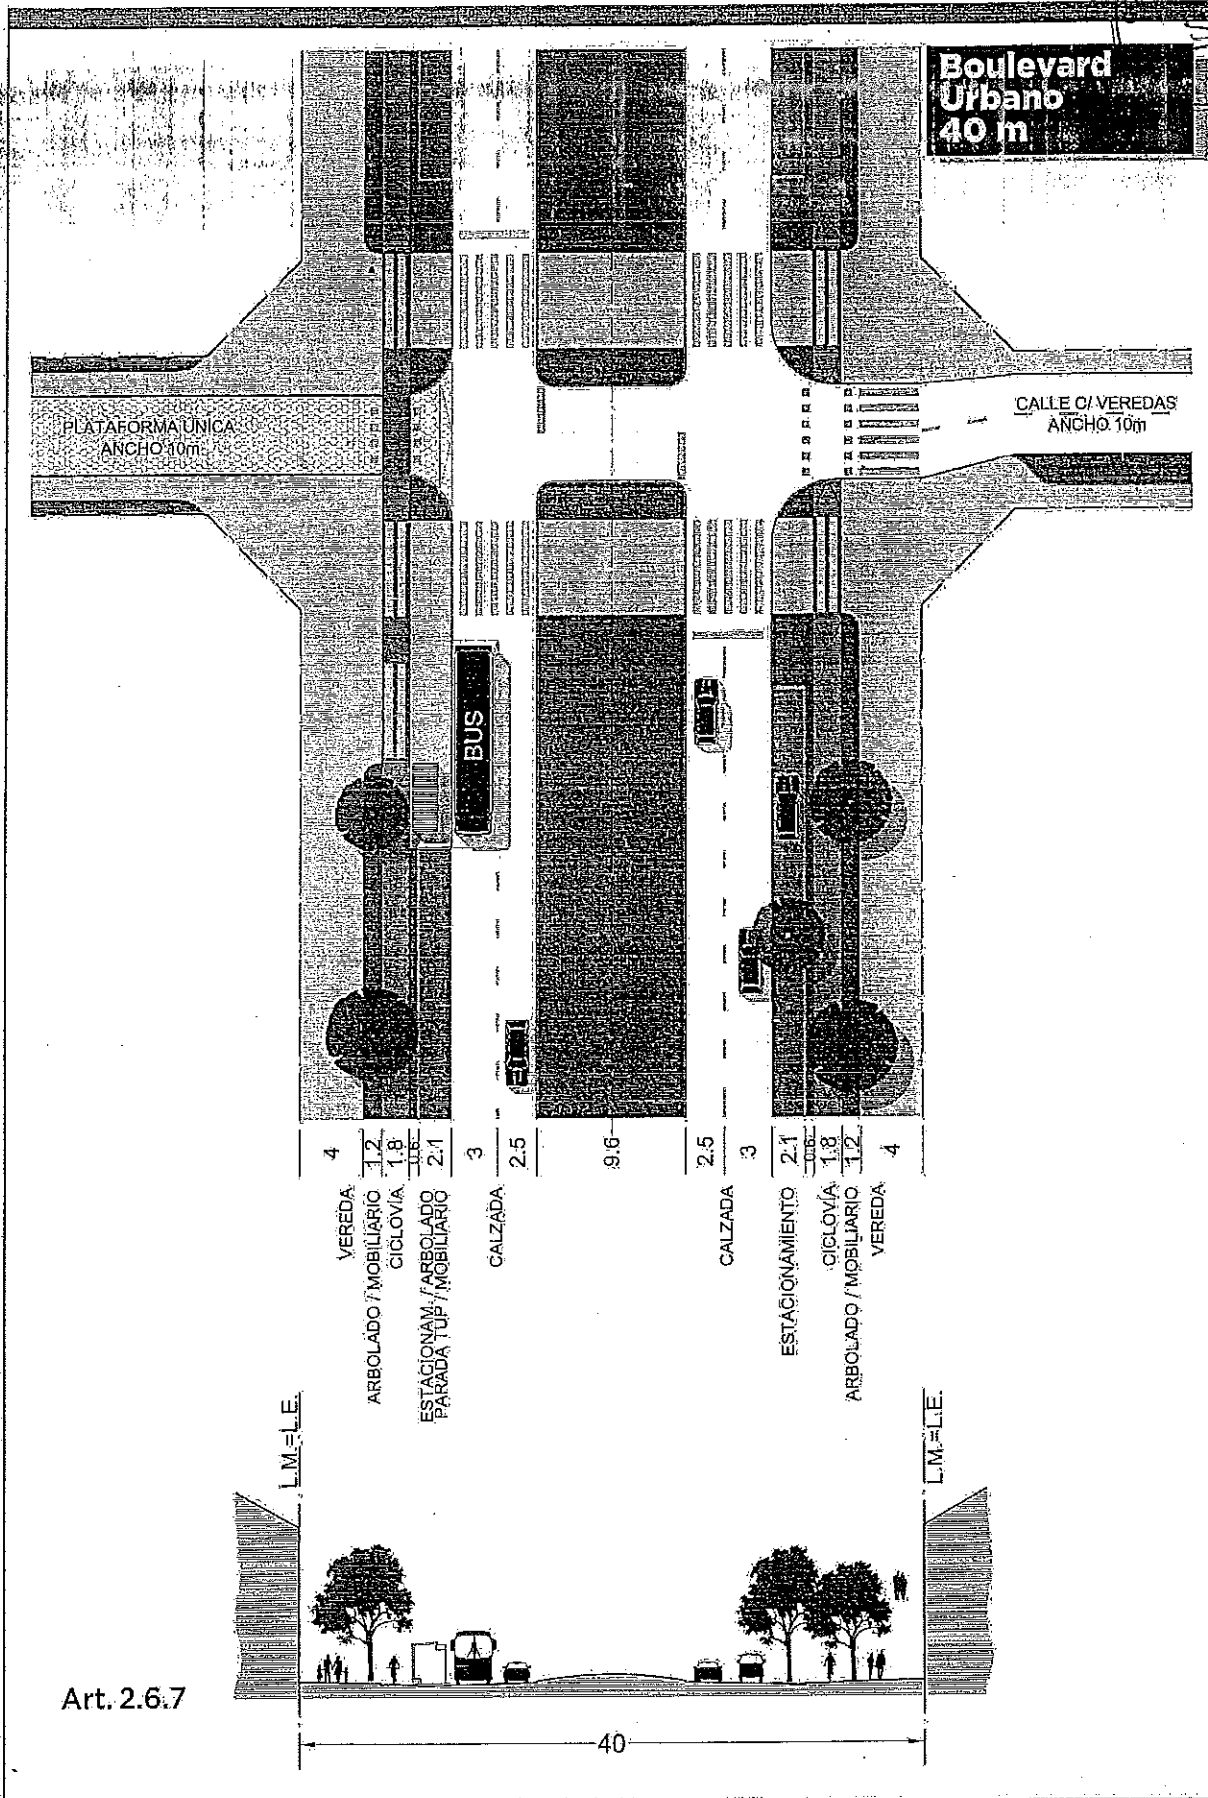 Boulevard
Urbano
40 m
PLATAFORMA UNICA
ANCHO 10m
CALLE C/ VEREDAS
ANCHO 10m
BUS
4
1.2
1.8
0.6
2.1
3
2.5
9.6
2.5
3
2.1
0.6
1.8
1.2
4
VEREDA
ARBOLADO / MOBILIARIO
CICLOVÍA
ESTACIONAM. / ARBOLADO
PARADA TUP / MOBILIARIO
CALZADA
CALZADA
ESTACIONAMIENTO
CICLOVÍA
ARBOLADO / MOBILIARIO
VEREDA
L.M.=L.E.
L.M.=L.E.
Art. 2.6.7
40